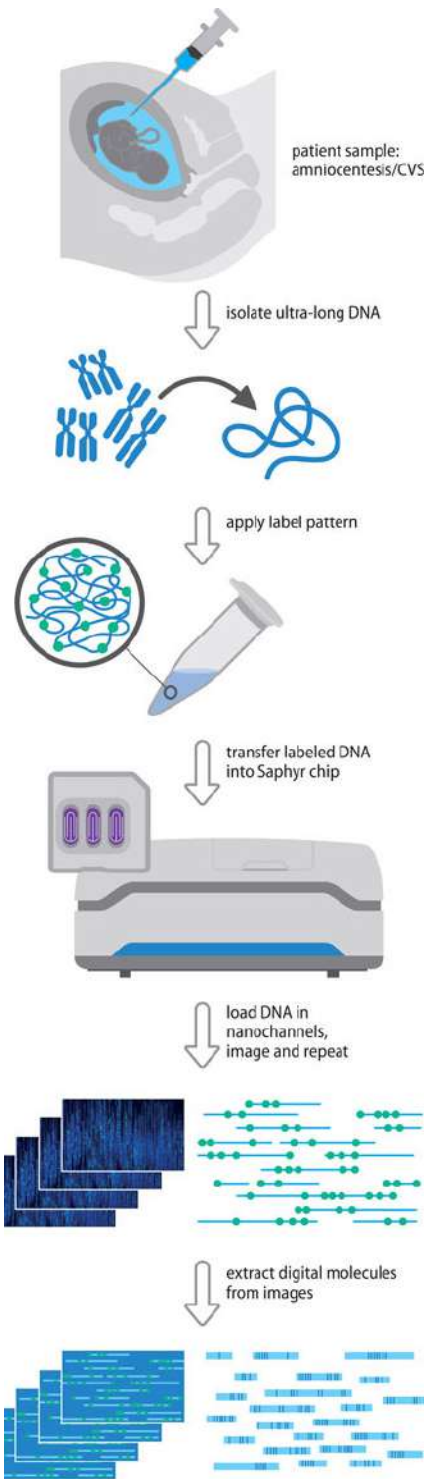 patient sample:
amniocentesis/CVS
isolate ultra-long DNA
apply label pattern
transfer labeled DNA
into Saphyr chip
load DNA in
nanochannels,
image and repeat
extract digital molecules
from images